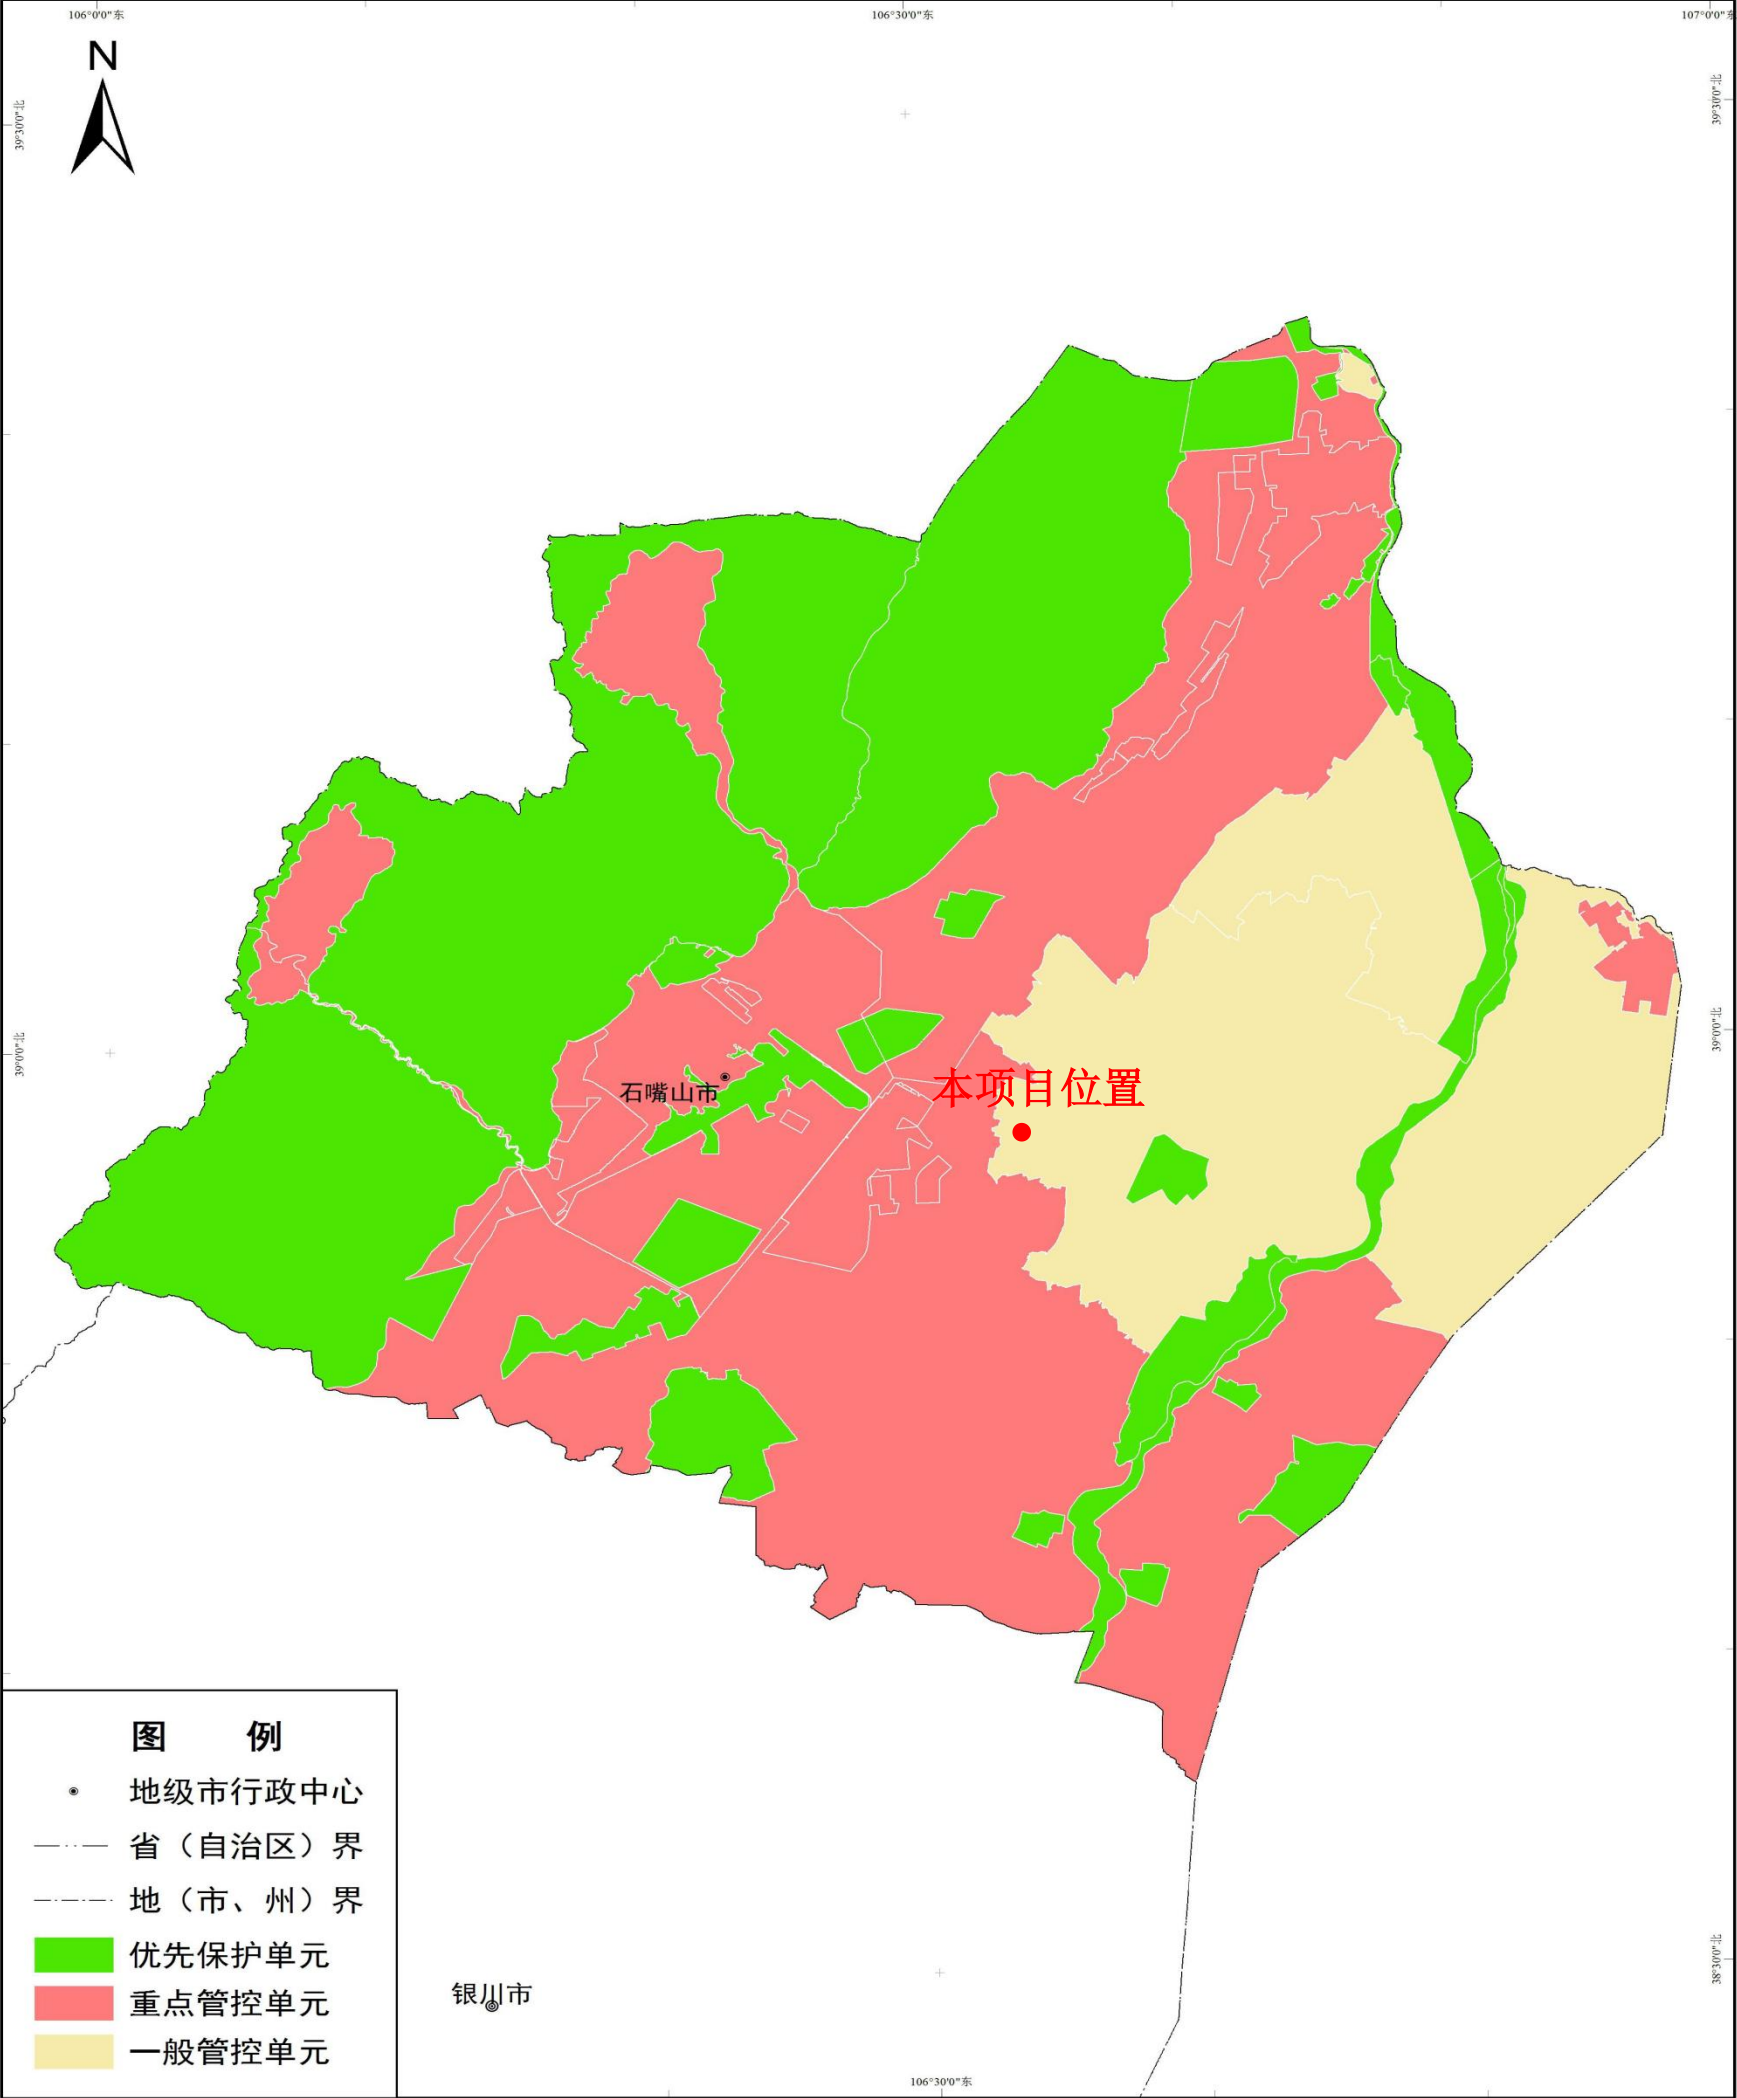 106°0'0"东
106°30'0"东
107°0'0"东
N
39°30'0"北
39°30'0"北
39°0'0"北
39°0'0"北
石嘴山市
本项目位置
图 例
地级市行政中心
省（自治区）界
地（市、州）界
优先保护单元
重点管控单元
一般管控单元
银川市
38°30'0"北
106°30'0"东